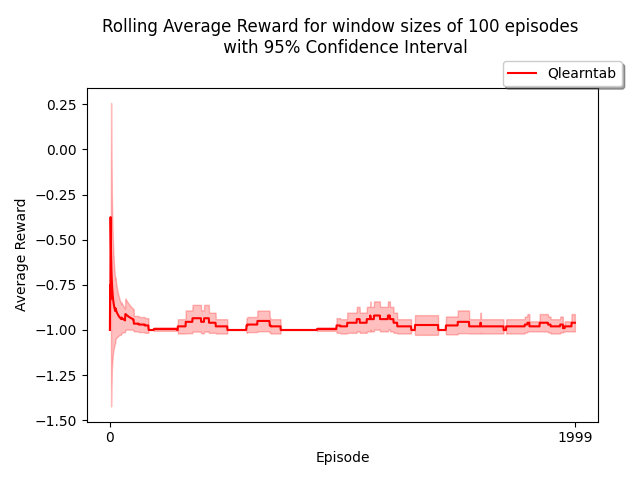 Rolling Average Reward for window sizes of 100 episodes
with 95% Confidence Interval
Qlearntab
0.25
0.00
−0.25
−0.50
−0.75
−1.00
−1.25
−1.50
Average Reward
0
1999
Episode